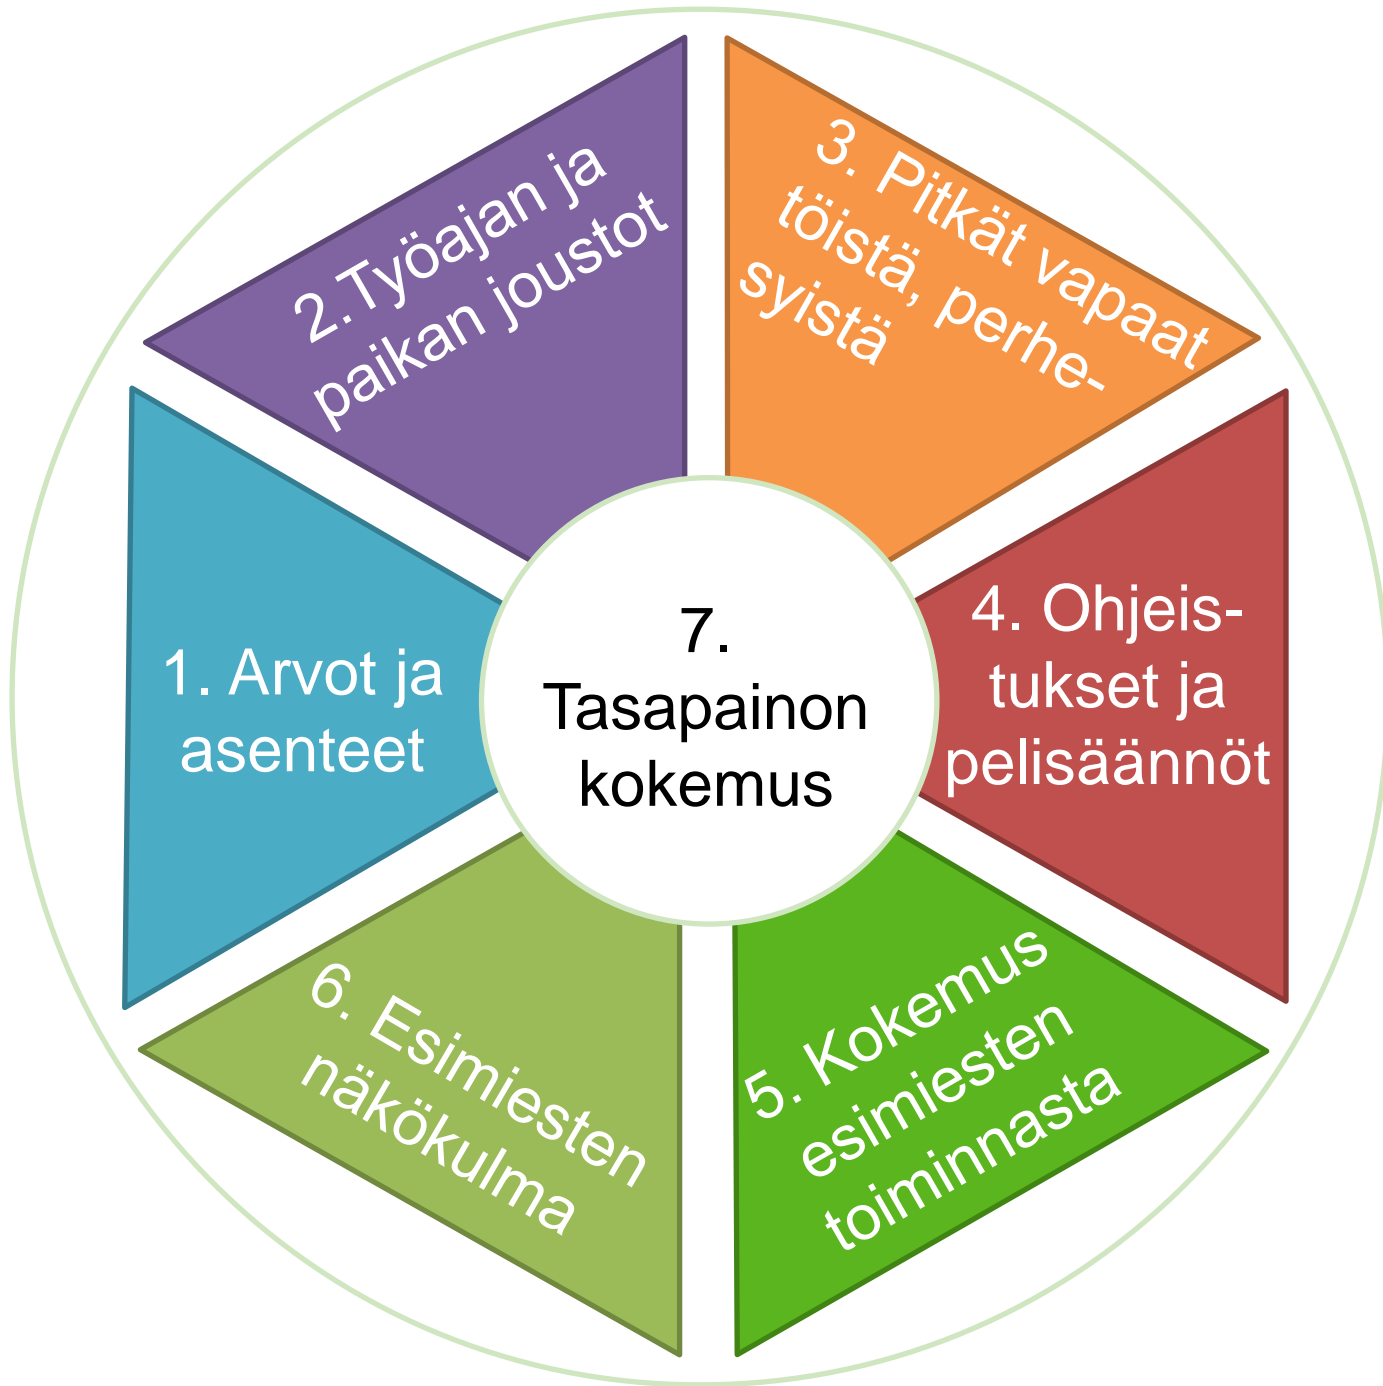 1. Arvot ja
asenteet
2.Työajan ja
paikan joustot
3. Pitkät vapaat
töistä, perhe-
syistä
4. Ohjeis-
tukset ja
pelisäännöt
5. Kokemus
esimiesten
toiminnasta
6. Esimiesten
näkökulma
7.
Tasapainon
kokemus